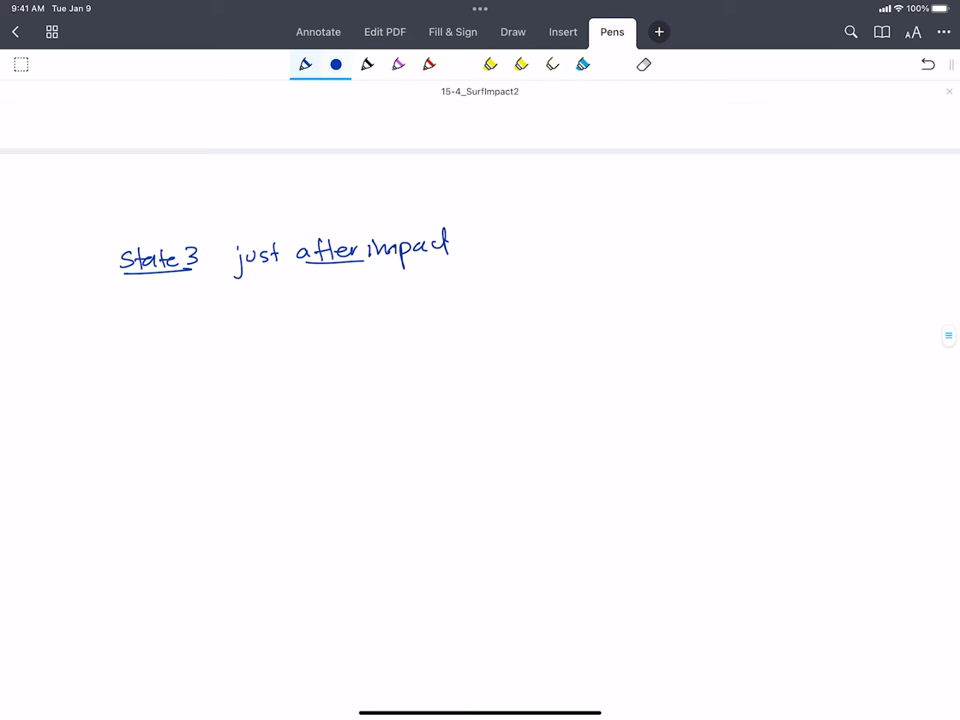 9:41 AM Tue Jan 9
100%
Annotate Edit PDF Fill & Sign Draw Insert Pens
AA
15-4_SurfImpact2
State 3 just after impact